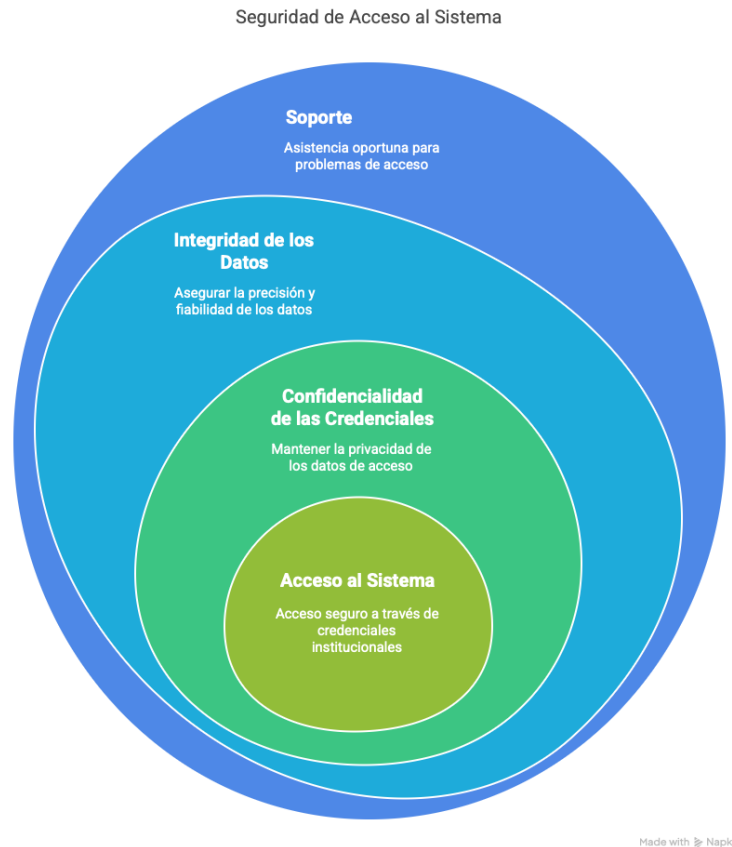 Seguridad de Acceso al Sistema
Soporte
Asistencia oportuna para
problemas de acceso
Integridad de los
Datos
Asegurar la precisión y
fiabilidad de los datos
Confidencialidad
de las Credenciales
Mantener la privacidad de
los datos de acceso
Acceso al Sistema
Acceso seguro a través de
credenciales
institucionales
Made with Napk